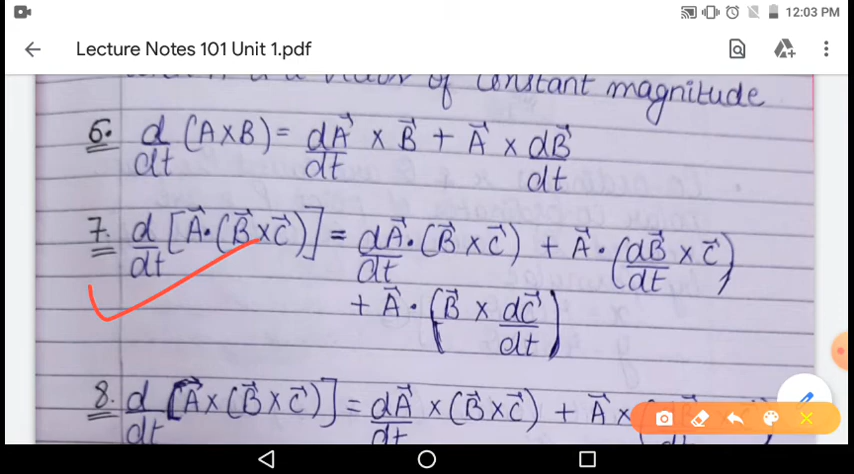 12:03 PM
Lecture Notes 101 Unit 1.pdf
of constant magnitude
6. d/dt (A×B) = dA⃗/dt × B⃗ + A⃗ × dB⃗/dt
7. d/dt [A⃗·(B⃗×C⃗)] = dA⃗/dt·(B⃗×C⃗) + A⃗·(dB⃗/dt × C⃗)
+ A⃗·(B⃗ × dC⃗/dt)
8. d/dt [A⃗×(B⃗×C⃗)] = dA⃗/dt × (B⃗×C⃗) + A⃗×